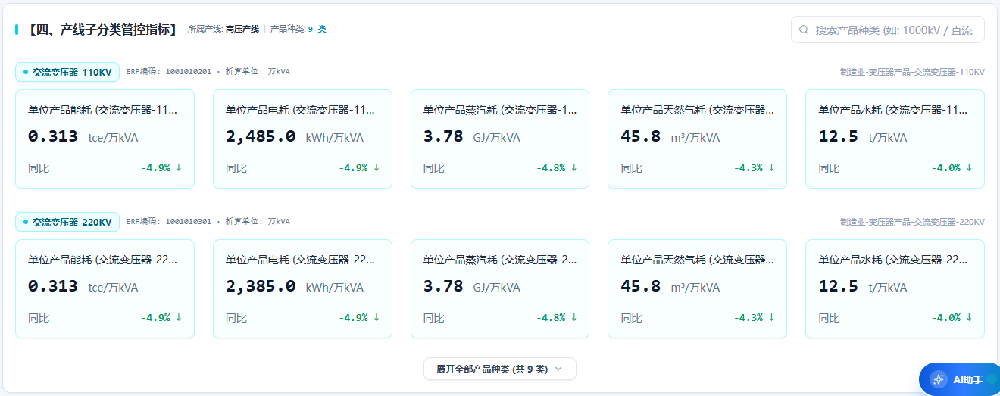 【四、产线子分类管控指标】 所属产线: 高压产线 | 产品种类: 9 类
搜索产品种类 (如: 1000kV / 直流
交流变压器-110KV ERP编码: 1001010201 · 折算单位: 万kVA 制造业-变压器产品-交流变压器-110KV
单位产品能耗 (交流变压器-11... 单位产品电耗 (交流变压器-11... 单位产品蒸汽耗 (交流变压器-1... 单位产品天然气耗 (交流变压器... 单位产品水耗 (交流变压器-11...
0.313 tce/万kVA 2,485.0 kWh/万kVA 3.78 GJ/万kVA 45.8 m³/万kVA 12.5 t/万kVA
同比 -4.9% ↓ 同比 -4.9% ↓ 同比 -4.8% ↓ 同比 -4.3% ↓ 同比 -4.0% ↓
交流变压器-220KV ERP编码: 1001010301 · 折算单位: 万kVA 制造业-变压器产品-交流变压器-220KV
单位产品能耗 (交流变压器-22... 单位产品电耗 (交流变压器-22... 单位产品蒸汽耗 (交流变压器-2... 单位产品天然气耗 (交流变压器... 单位产品水耗 (交流变压器-22...
0.313 tce/万kVA 2,385.0 kWh/万kVA 3.78 GJ/万kVA 45.8 m³/万kVA 12.5 t/万kVA
同比 -4.9% ↓ 同比 -4.9% ↓ 同比 -4.8% ↓ 同比 -4.3% ↓ 同比 -4.0% ↓
展开全部产品种类 (共 9 类)
AI助手